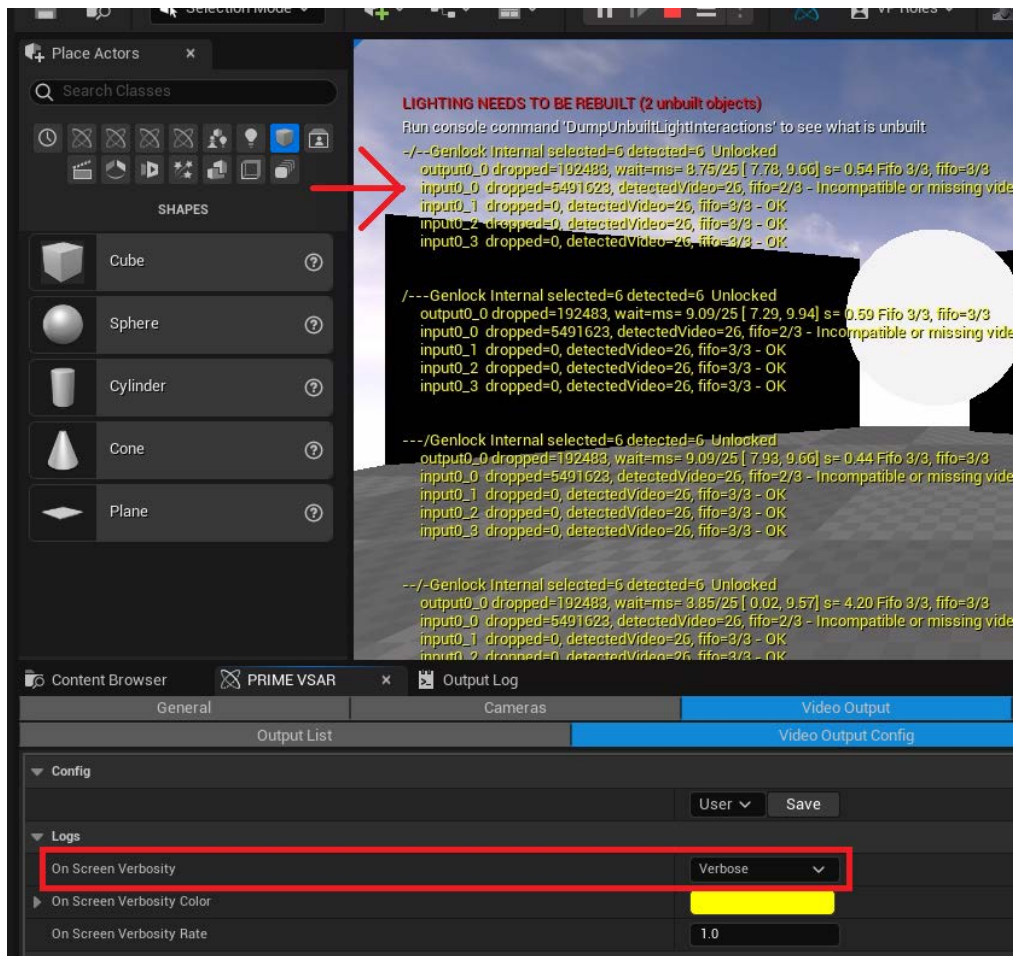 Selection Mode
VP Roles
Place Actors
Search Classes
SHAPES
Cube
Sphere
Cylinder
Cone
Plane
LIGHTING NEEDS TO BE REBUILT (2 unbuilt objects)
Run console command 'DumpUnbuiltLightInteractions' to see what is unbuilt
-/--Genlock Internal selected=6 detected=6 Unlocked
output0_0 dropped=192483, wait=ms= 8.75/25 [ 7.78, 9.66] s= 0.54 Fifo 3/3, fifo=3/3
input0_0 dropped=5491623, detectedVideo=26, fifo=2/3 - Incompatible or missing vide
input0_1 dropped=0, detectedVideo=26, fifo=3/3 - OK
input0_2 dropped=0, detectedVideo=26, fifo=3/3 - OK
input0_3 dropped=0, detectedVideo=26, fifo=3/3 - OK
/---Genlock Internal selected=6 detected=6 Unlocked
output0_0 dropped=192483, wait=ms= 9.09/25 [ 7.29, 9.94] s= 0.59 Fifo 3/3, fifo=3/3
input0_0 dropped=5491623, detectedVideo=26, fifo=2/3 - Incompatible or missing vide
input0_1 dropped=0, detectedVideo=26, fifo=3/3 - OK
input0_2 dropped=0, detectedVideo=26, fifo=3/3 - OK
input0_3 dropped=0, detectedVideo=26, fifo=3/3 - OK
---/Genlock Internal selected=6 detected=6 Unlocked
output0_0 dropped=192483, wait=ms= 9.09/25 [ 7.93, 9.66] s= 0.44 Fifo 3/3, fifo=3/3
input0_0 dropped=5491623, detectedVideo=26, fifo=2/3 - Incompatible or missing vide
input0_1 dropped=0, detectedVideo=26, fifo=3/3 - OK
input0_2 dropped=0, detectedVideo=26, fifo=3/3 - OK
input0_3 dropped=0, detectedVideo=26, fifo=3/3 - OK
--/-Genlock Internal selected=6 detected=6 Unlocked
output0_0 dropped=192483, wait=ms= 3.85/25 [ 0.02, 9.57] s= 4.20 Fifo 3/3, fifo=3/3
input0_0 dropped=5491623, detectedVideo=26, fifo=2/3 - Incompatible or missing vide
input0_1 dropped=0, detectedVideo=26, fifo=3/3 - OK
input0_2 dropped=0, detectedVideo=26, fifo=3/3 - OK
Content Browser
PRIME VSAR
Output Log
General
Cameras
Video Output
Output List
Video Output Config
Config
User
Save
Logs
On Screen Verbosity
Verbose
On Screen Verbosity Color
On Screen Verbosity Rate
1.0